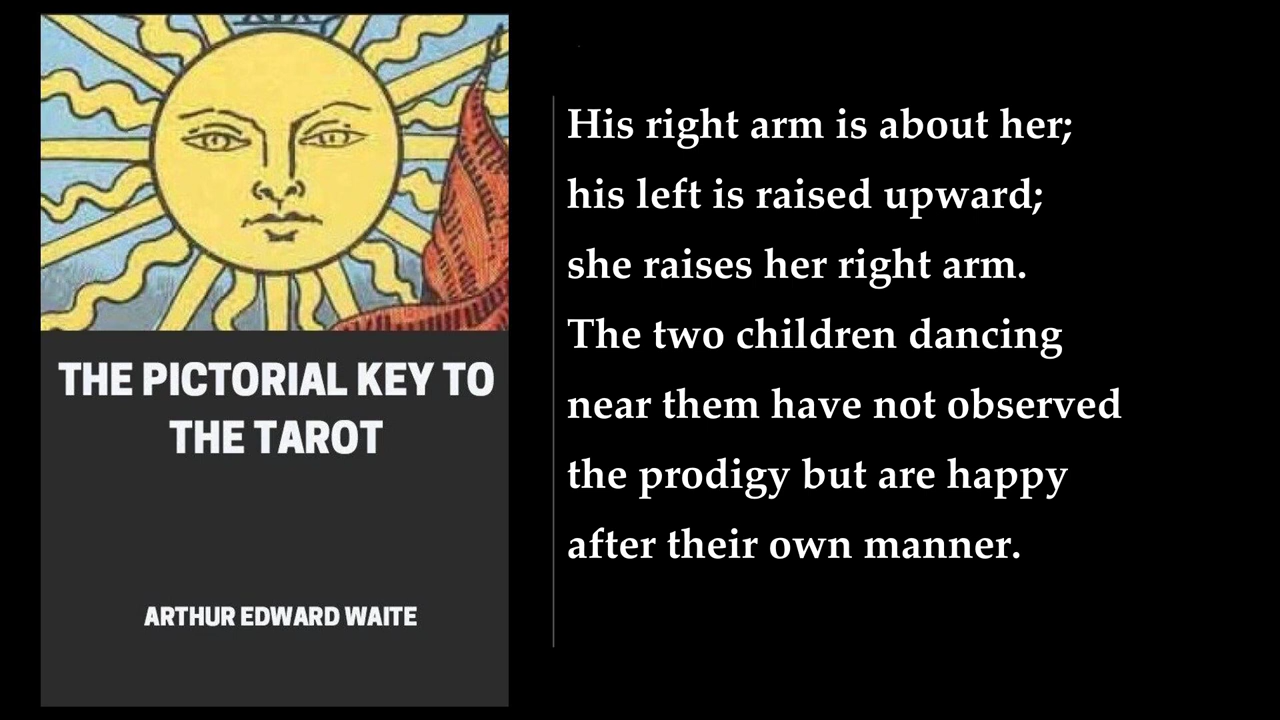 XIX
THE PICTORIAL KEY TO
THE TAROT
ARTHUR EDWARD WAITE
His right arm is about her;
his left is raised upward;
she raises her right arm.
The two children dancing
near them have not observed
the prodigy but are happy
after their own manner.